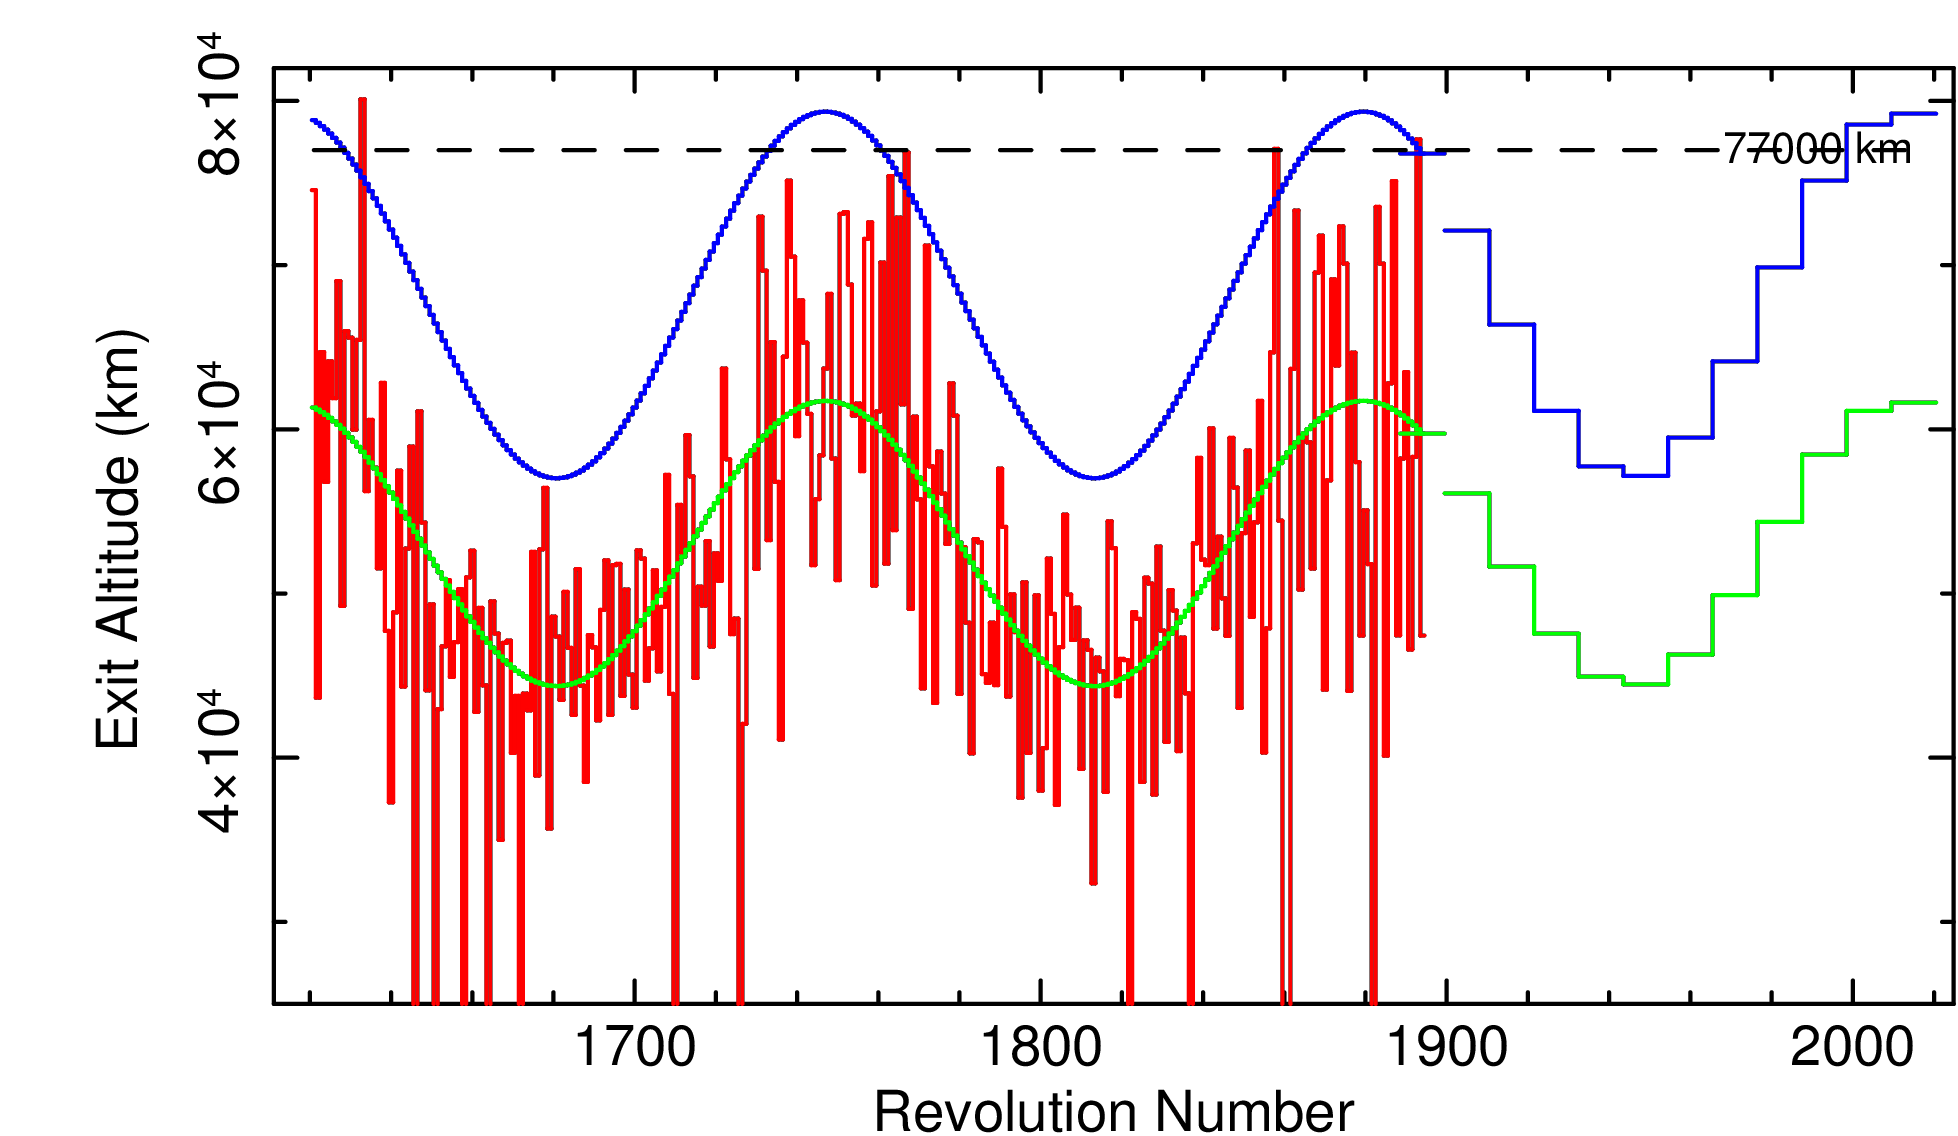 8×10⁴
6×10⁴
4×10⁴
Exit Altitude (km)
77000 km
1700 1800 1900 2000
Revolution Number